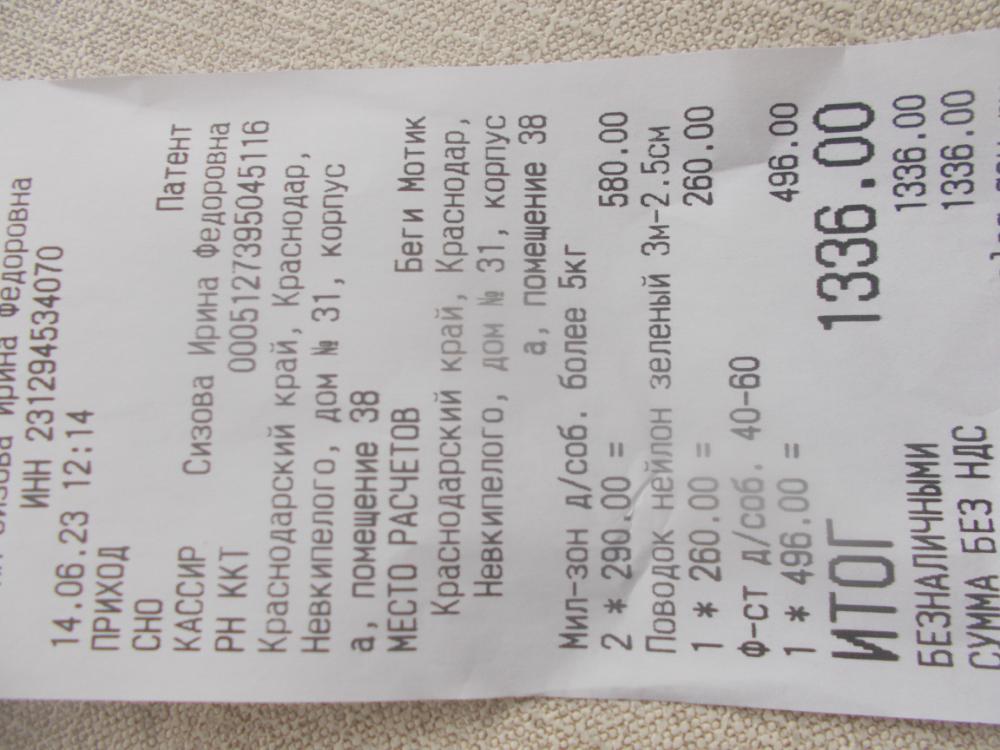 Сизова Ирина Федоровна
ИНН 231294534070
14.06.23 12:14
ПРИХОД
СНО Патент
КАССИР Сизова Ирина Федоровна
РН ККТ 0005127395045116
Краснодарский край, Краснодар,
Невкипелого, дом № 31, корпус
а, помещение 38
МЕСТО РАСЧЕТОВ Беги Мотик
Краснодарский край, Краснодар,
Невкипелого, дом № 31, корпус
а, помещение 38
Мил-зон д/соб. более 5кг
2 * 290.00 = 580.00
Поводок нейлон зеленый 3м-2.5см
1 * 260.00 = 260.00
Ф-ст д/соб. 40-60
1 * 496.00 = 496.00
ИТОГ 1336.00
БЕЗНАЛИЧНЫМИ 1336.00
СУММА БЕЗ НДС 1336.00